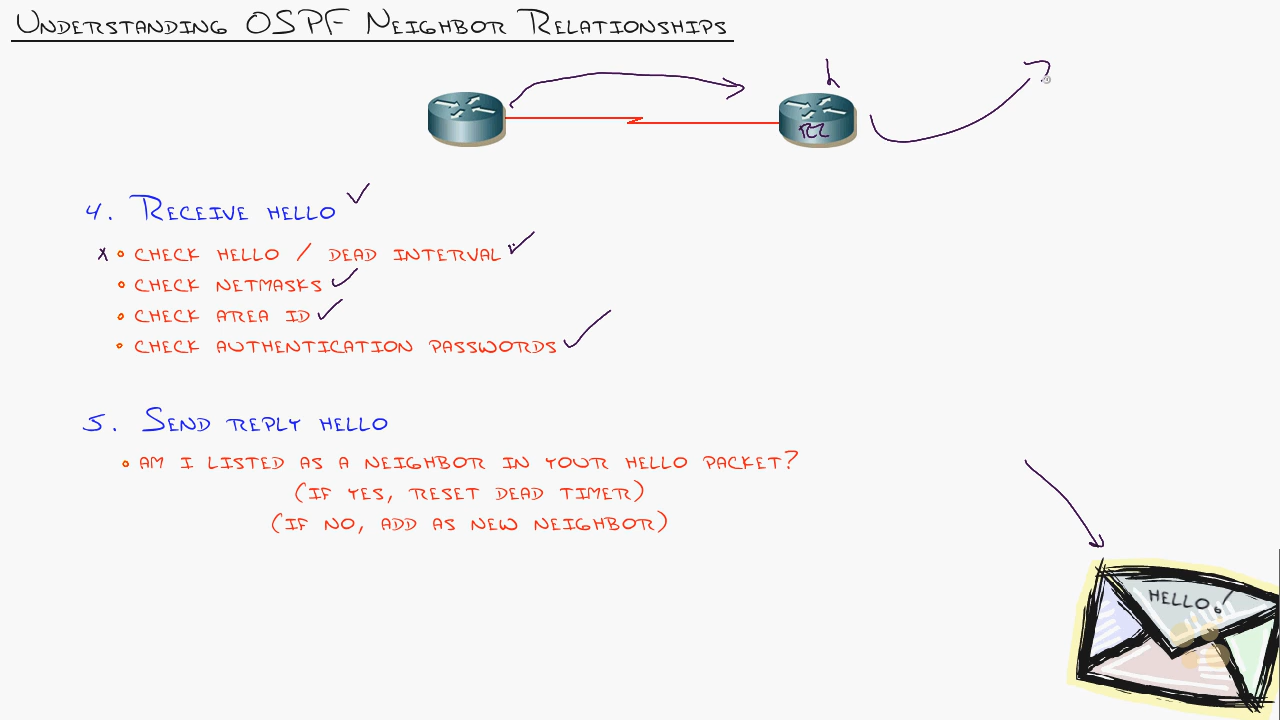 Understanding OSPF Neighbor Relationships
R2
4. Receive hello
x • check hello / dead interval
• check netmasks
• check area ID
• check authentication passwords
5. Send reply hello
• am I listed as a neighbor in your hello packet?
(if yes, reset dead timer)
(if no, add as new neighbor)
HELLO!